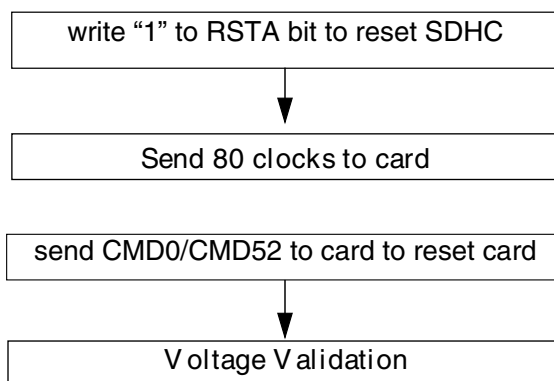 write “1” to RSTA bit to reset SDHC
Send 80 clocks to card
send CMD0/CMD52 to card to reset card
Voltage Validation